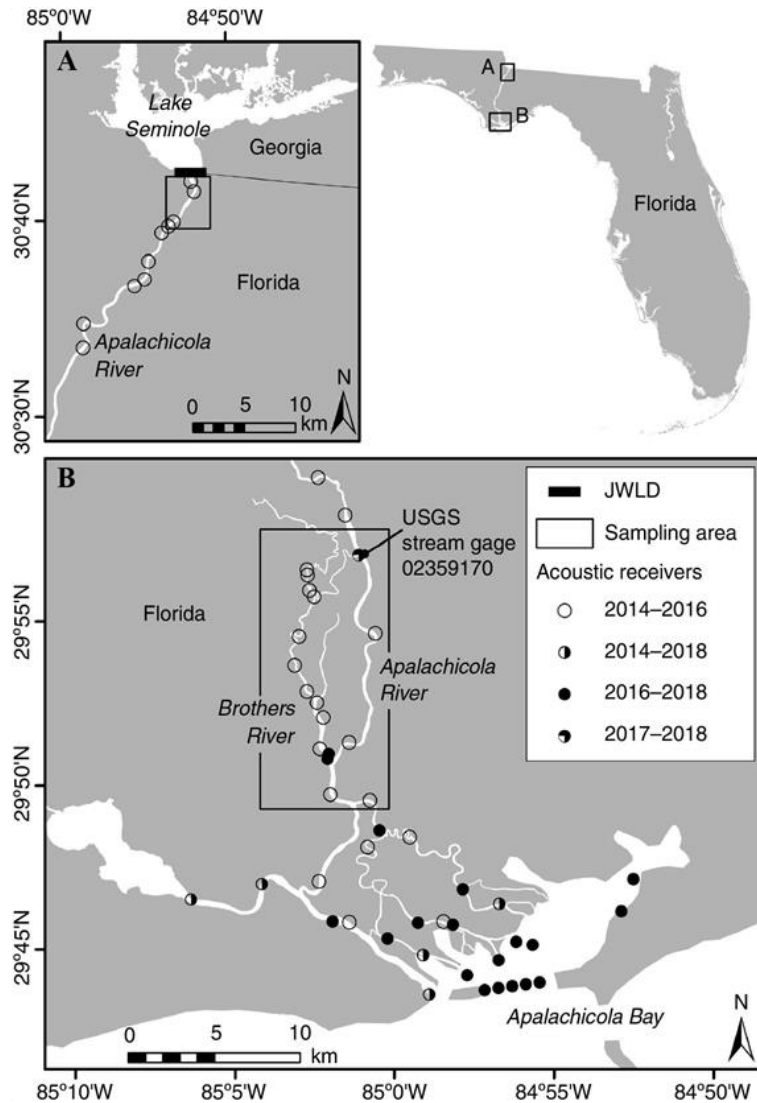 85°0'W
84°50'W
A
Lake
Seminole
Georgia
30°40'N
Florida
Apalachicola
River
N
0
5
10
km
30°30'N
A
B
Florida
B
USGS
stream gage
02359170
JWLD
Sampling area
Acoustic receivers
2014–2016
2014–2018
2016–2018
2017–2018
29°55'N
Florida
Apalachicola
River
Brothers
River
29°50'N
29°45'N
0
5
10
km
Apalachicola Bay
N
85°10'W
85°5'W
85°0'W
84°55'W
84°50'W